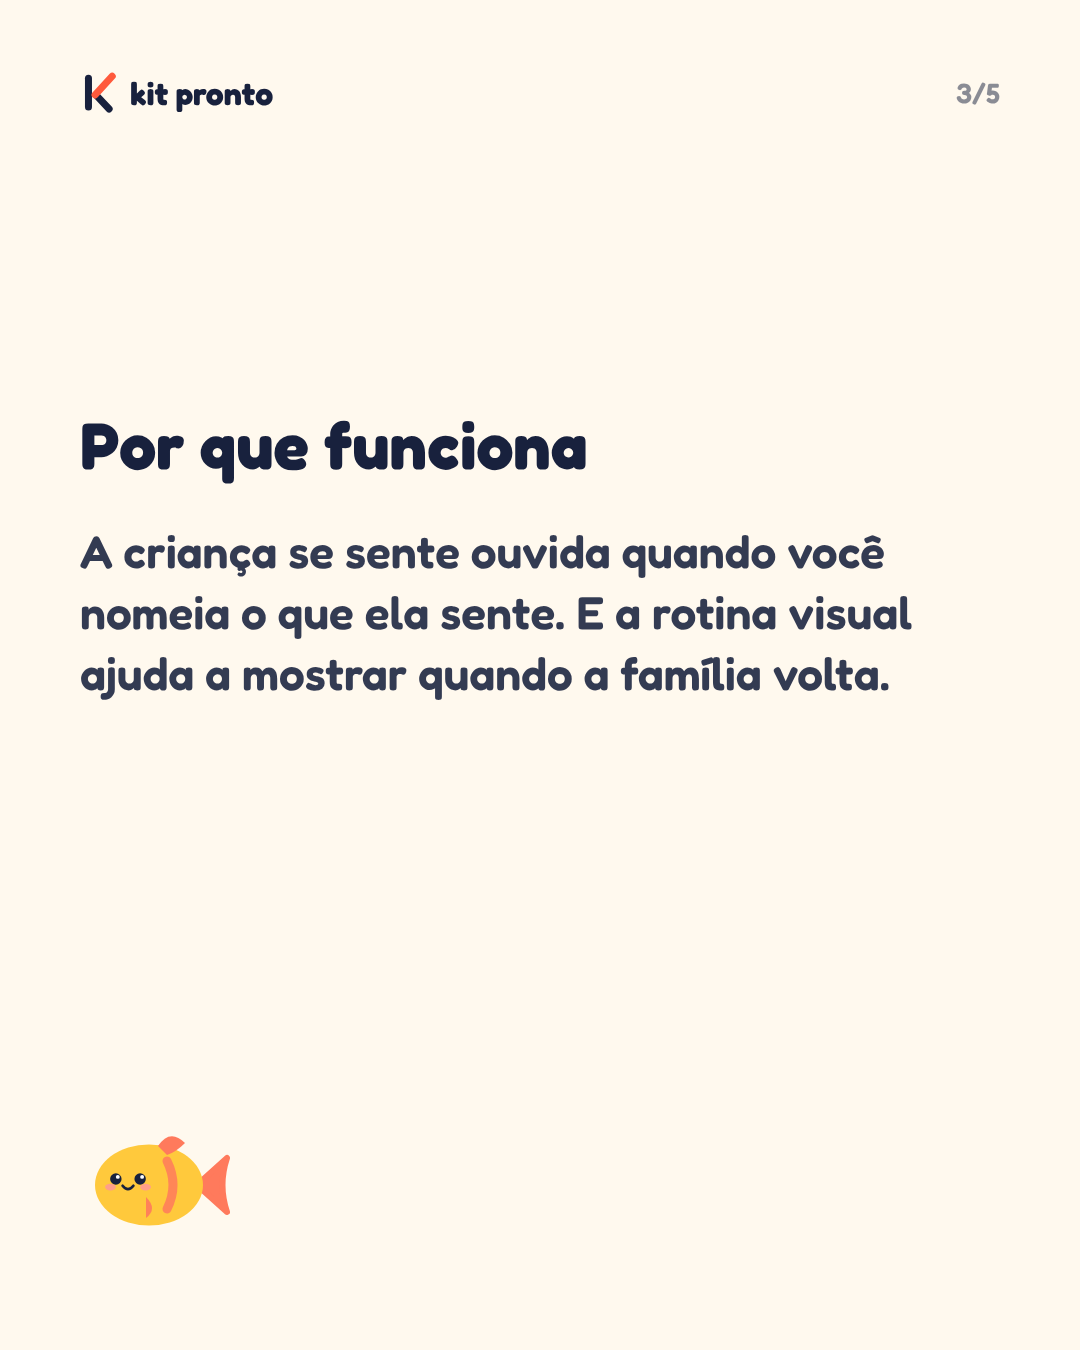 kit pronto
3/5
Por que funciona
A criança se sente ouvida quando você
nomeia o que ela sente. E a rotina visual
ajuda a mostrar quando a família volta.